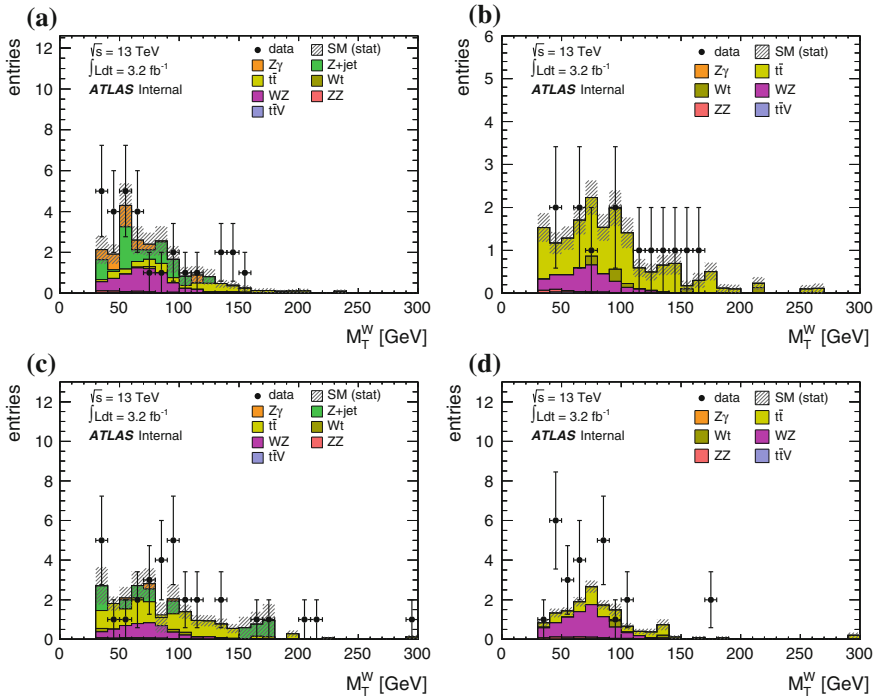 (a)
entries
√s = 13 TeV
∫Ldt = 3.2 fb⁻¹
ATLAS Internal
data
SM (stat)
Zγ
Z+jet
tt̄
Wt
WZ
ZZ
tt̄V
0 2 4 6 8 10 12
0 50 100 150 200 250 300
M_T^W [GeV]
(b)
entries
√s = 13 TeV
∫Ldt = 3.2 fb⁻¹
ATLAS Internal
data
SM (stat)
Zγ
tt̄
Wt
WZ
ZZ
tt̄V
0 1 2 3 4 5 6
0 50 100 150 200 250 300
M_T^W [GeV]
(c)
entries
√s = 13 TeV
∫Ldt = 3.2 fb⁻¹
ATLAS Internal
data
SM (stat)
Zγ
Z+jet
tt̄
Wt
WZ
ZZ
tt̄V
0 2 4 6 8 10 12
0 50 100 150 200 250 300
M_T^W [GeV]
(d)
entries
√s = 13 TeV
∫Ldt = 3.2 fb⁻¹
ATLAS Internal
data
SM (stat)
Zγ
tt̄
Wt
WZ
ZZ
tt̄V
0 2 4 6 8 10 12
0 50 100 150 200 250 300
M_T^W [GeV]